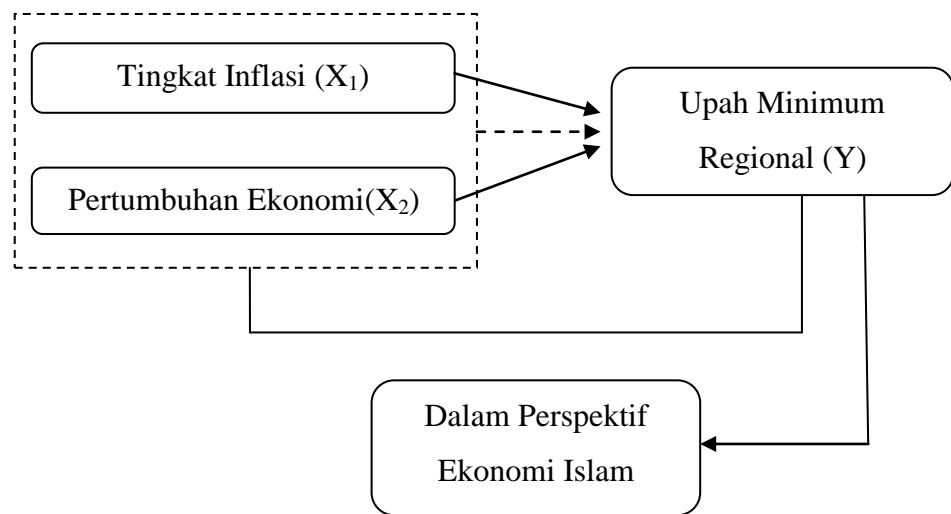 Tingkat Inflasi (X₁)
Upah Minimum
Regional (Y)
Pertumbuhan Ekonomi(X₂)
Dalam Perspektif
Ekonomi Islam